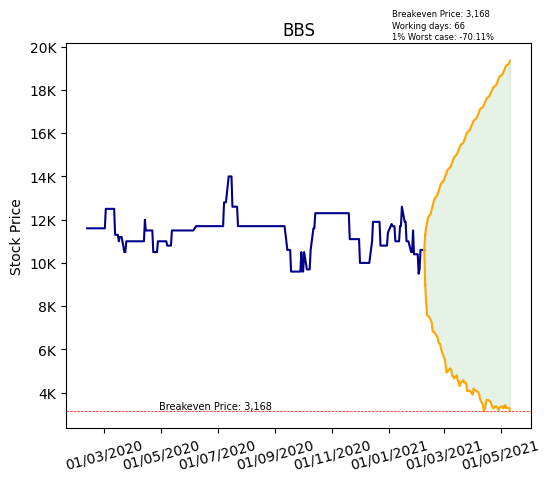 Breakeven Price: 3,168
Working days: 66
1% Worst case: -70.11%
BBS
20K
18K
16K
14K
12K
10K
8K
6K
4K
Stock Price
Breakeven Price: 3,168
01/03/2020
01/05/2020
01/07/2020
01/09/2020
01/11/2020
01/01/2021
01/03/2021
01/05/2021